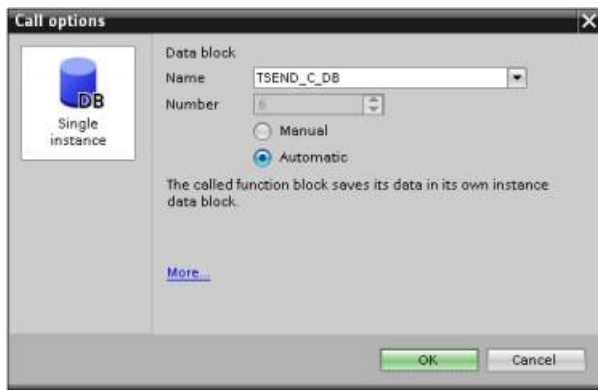 Call options
Data block
Name TSEND_C_DB
Number 6
Manual
Automatic
DB
Single
instance
The called function block saves its data in its own instance
data block.
More...
OK Cancel